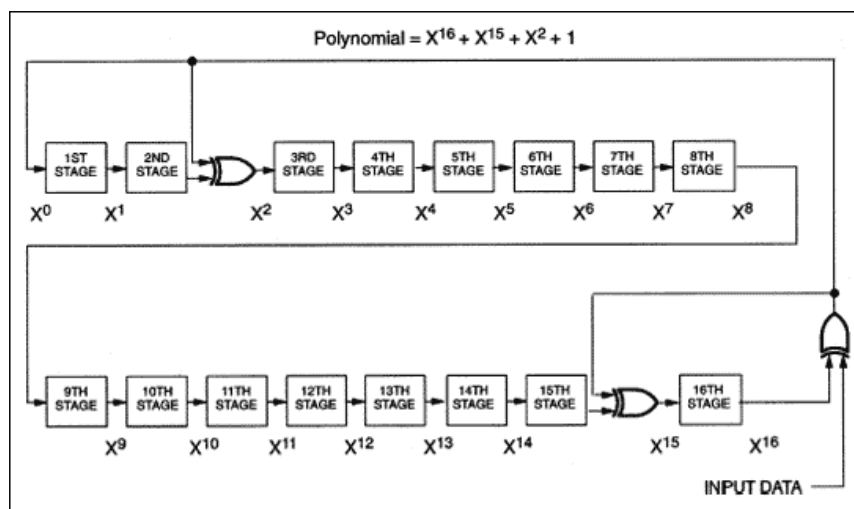 Polynomial = X16 + X15 + X2 + 1
1ST STAGE
2ND STAGE
3RD STAGE
4TH STAGE
5TH STAGE
6TH STAGE
7TH STAGE
8TH STAGE
X0 X1 X2 X3 X4 X5 X6 X7 X8
9TH STAGE
10TH STAGE
11TH STAGE
12TH STAGE
13TH STAGE
14TH STAGE
15TH STAGE
16TH STAGE
X9 X10 X11 X12 X13 X14 X15 X16
INPUT DATA